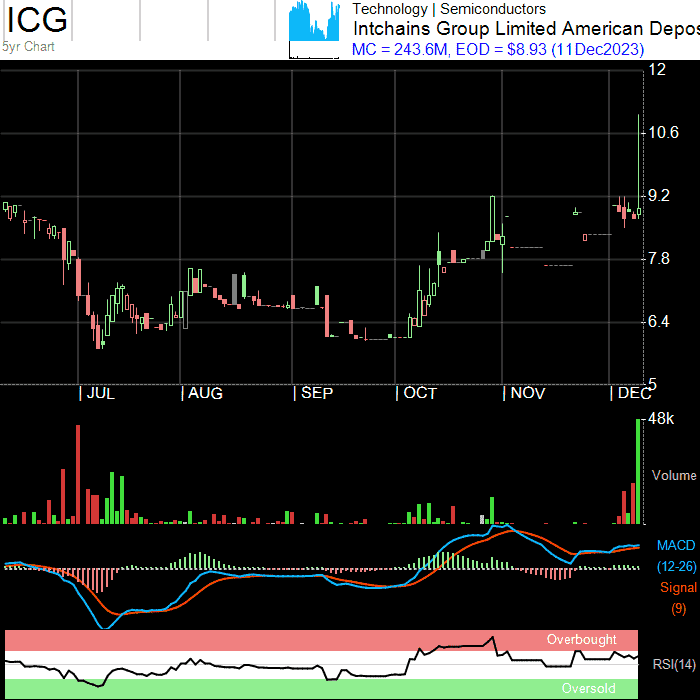 ICG
5yr Chart
Technology | Semiconductors
Intchains Group Limited American Depos
MC = 243.6M, EOD = $8.93 (11Dec2023)
12
10.6
9.2
7.8
6.4
5
| JUL | AUG | SEP | OCT | NOV | DEC
48k
Volume
MACD
(12-26)
Signal
(9)
Overbought
RSI(14)
Oversold